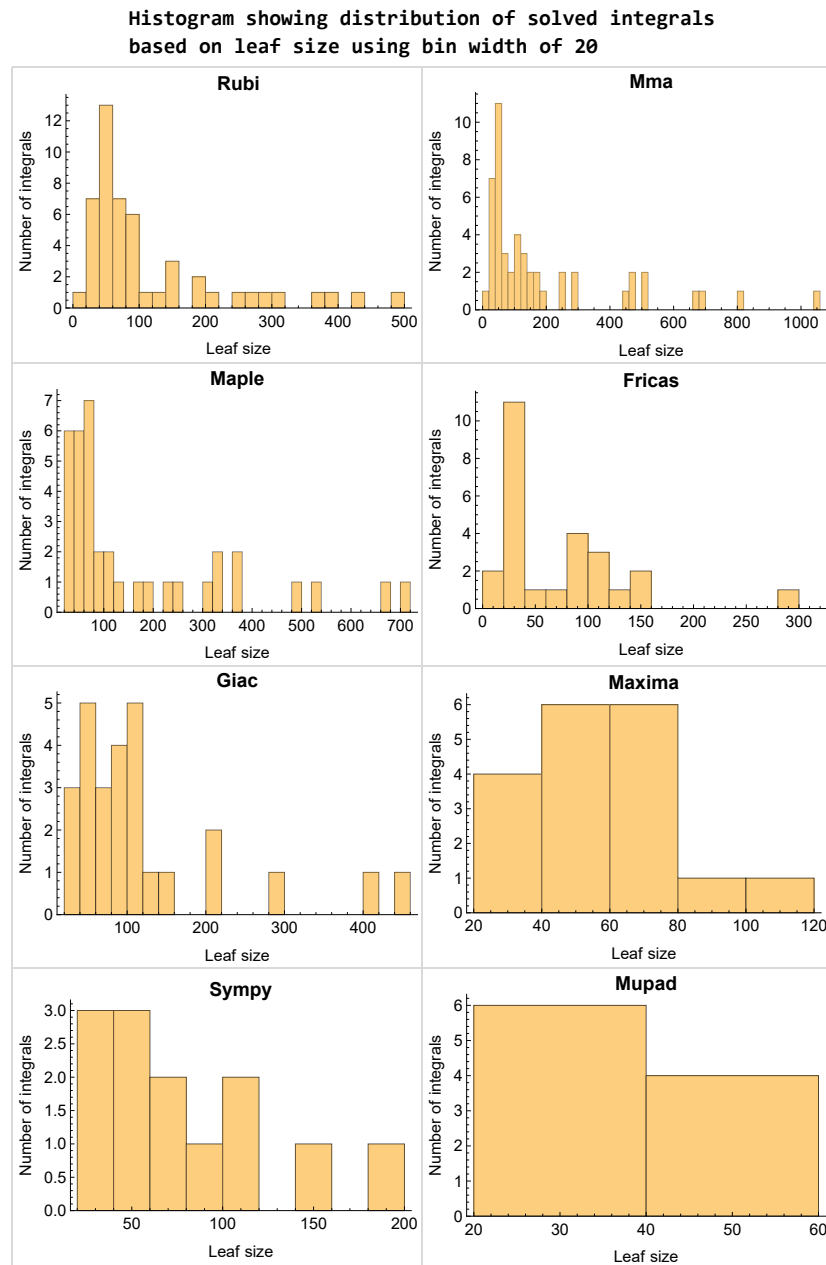 Histogram showing distribution of solved integrals
based on leaf size using bin width of 20
Rubi
Number of integrals
12
10
8
6
4
2
0
0 100 200 300 400 500
Leaf size
Mma
Number of integrals
10
8
6
4
2
0
0 200 400 600 800 1000
Leaf size
Maple
Number of integrals
7
6
5
4
3
2
1
0
100 200 300 400 500 600 700
Leaf size
Fricas
Number of integrals
10
8
6
4
2
0
0 50 100 150 200 250 300
Leaf size
Giac
Number of integrals
5
4
3
2
1
0
100 200 300 400
Leaf size
Maxima
Number of integrals
6
5
4
3
2
1
0
20 40 60 80 100 120
Leaf size
Sympy
Number of integrals
3.0
2.5
2.0
1.5
1.0
0.5
0.0
50 100 150 200
Leaf size
Mupad
Number of integrals
6
5
4
3
2
1
0
20 30 40 50 60
Leaf size